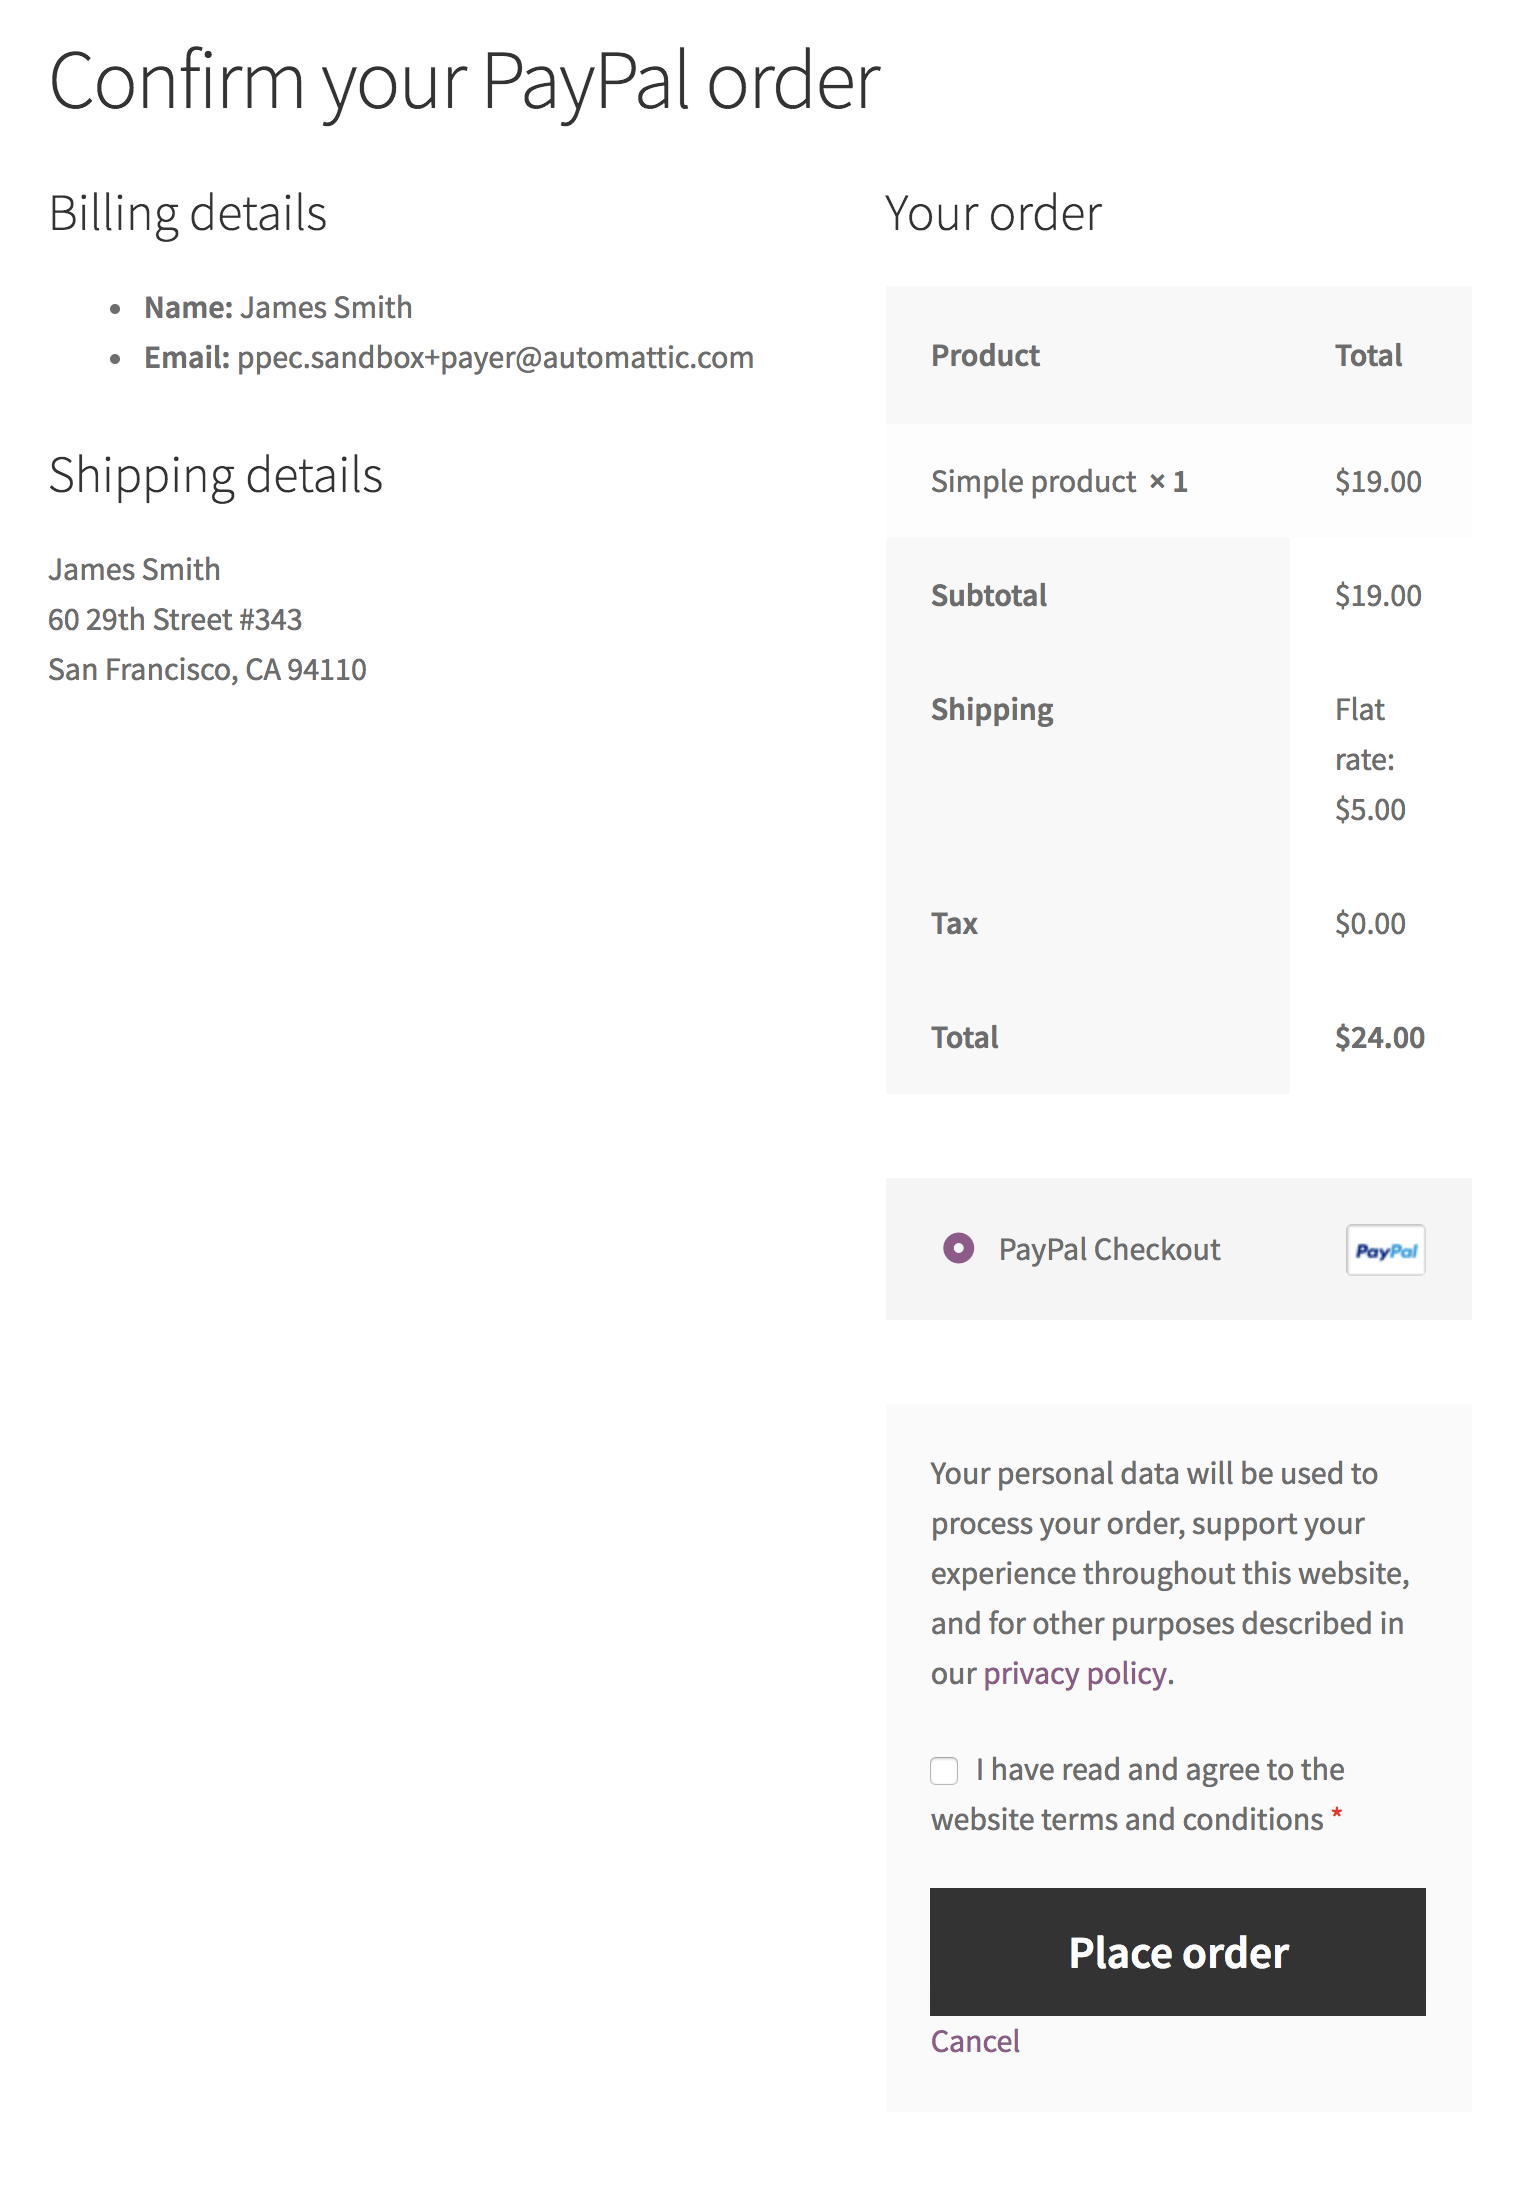 Confirm your PayPal order
Billing details
• Name: James Smith
• Email: ppec.sandbox+payer@automattic.com
Shipping details
James Smith
60 29th Street #343
San Francisco, CA 94110
Your order
Product Total
Simple product × 1 $19.00
Subtotal $19.00
Shipping Flat
rate:
$5.00
Tax $0.00
Total $24.00
PayPal Checkout PayPal
Your personal data will be used to
process your order, support your
experience throughout this website,
and for other purposes described in
our privacy policy.
I have read and agree to the
website terms and conditions *
Place order
Cancel